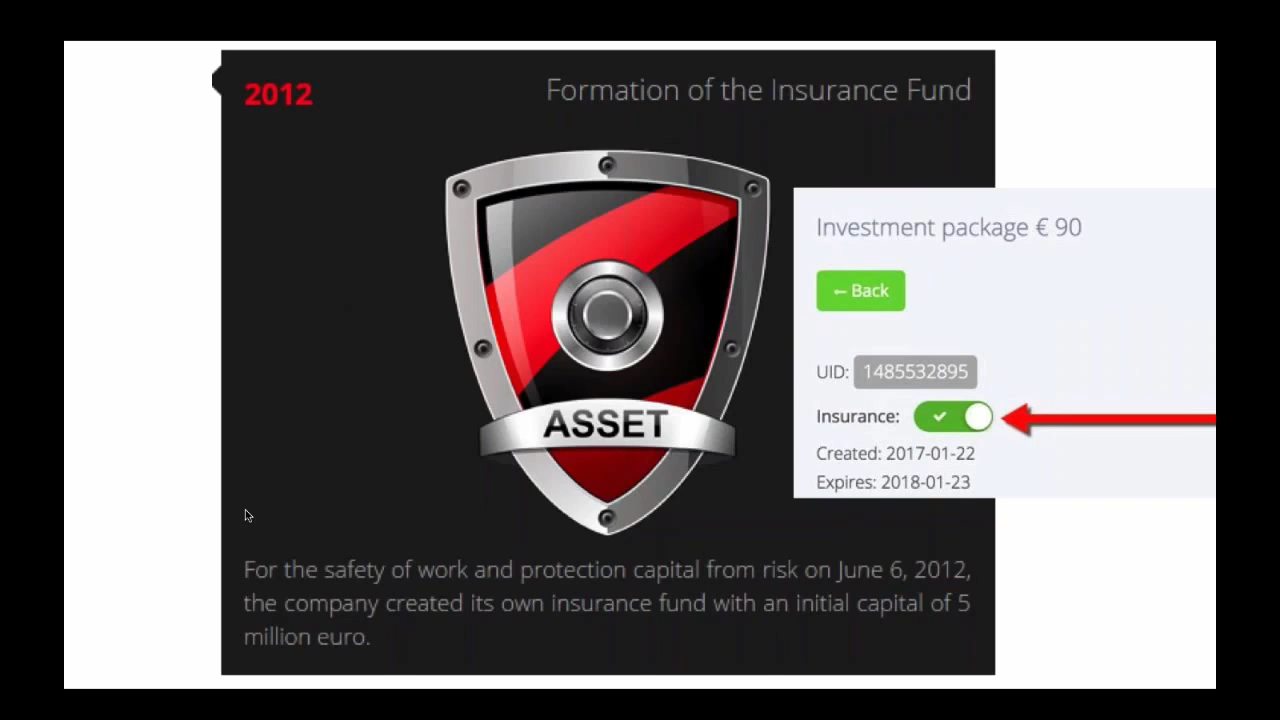 2012
Formation of the Insurance Fund
ASSET
Investment package € 90
← Back
UID: 1485532895
Insurance:
Created: 2017-01-22
Expires: 2018-01-23
For the safety of work and protection capital from risk on June 6, 2012,
the company created its own insurance fund with an initial capital of 5
million euro.